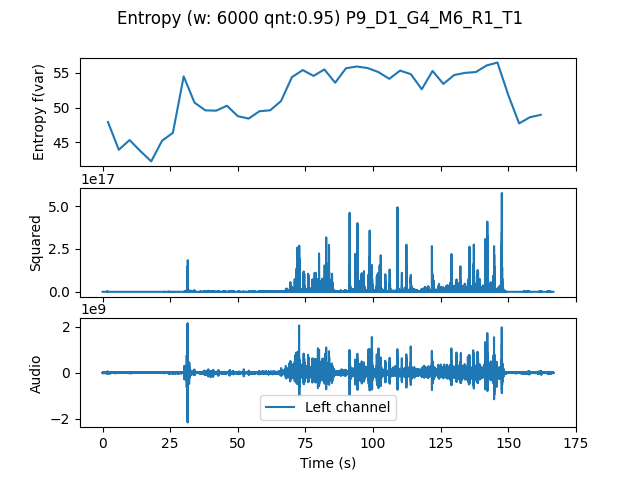 Entropy (w: 6000 qnt:0.95) P9_D1_G4_M6_R1_T1
Entropy f(var)
55
50
45
1e17
Squared
5.0
2.5
0.0
1e9
Audio
2
0
−2
Left channel
0 25 50 75 100 125 150 175
Time (s)